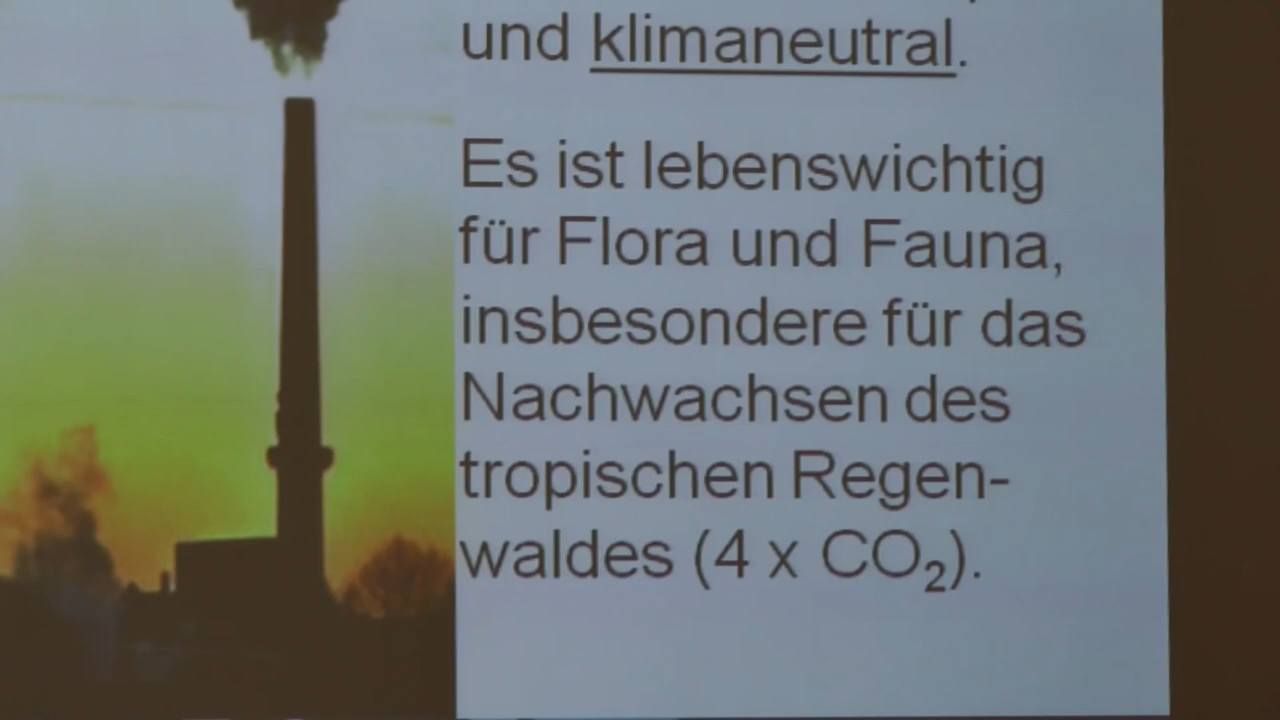 und klimaneutral.
Es ist lebenswichtig
für Flora und Fauna,
insbesondere für das
Nachwachsen des
tropischen Regen-
waldes (4 x CO₂).